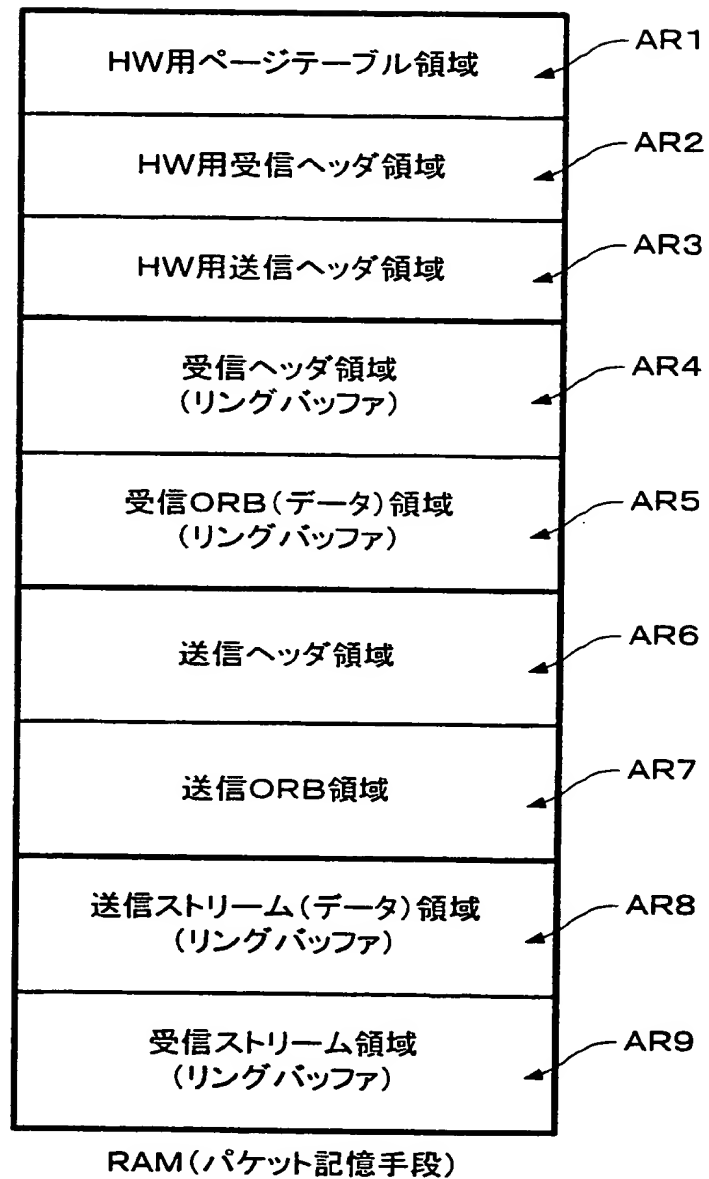 HW用ページテーブル領域
AR1
HW用受信ヘッダ領域
AR2
HW用送信ヘッダ領域
AR3
受信ヘッダ領域
(リングバッファ)
AR4
受信ORB(データ)領域
(リングバッファ)
AR5
送信ヘッダ領域
AR6
送信ORB領域
AR7
送信ストリーム(データ)領域
(リングバッファ)
AR8
受信ストリーム領域
(リングバッファ)
AR9
RAM(パケット記憶手段)